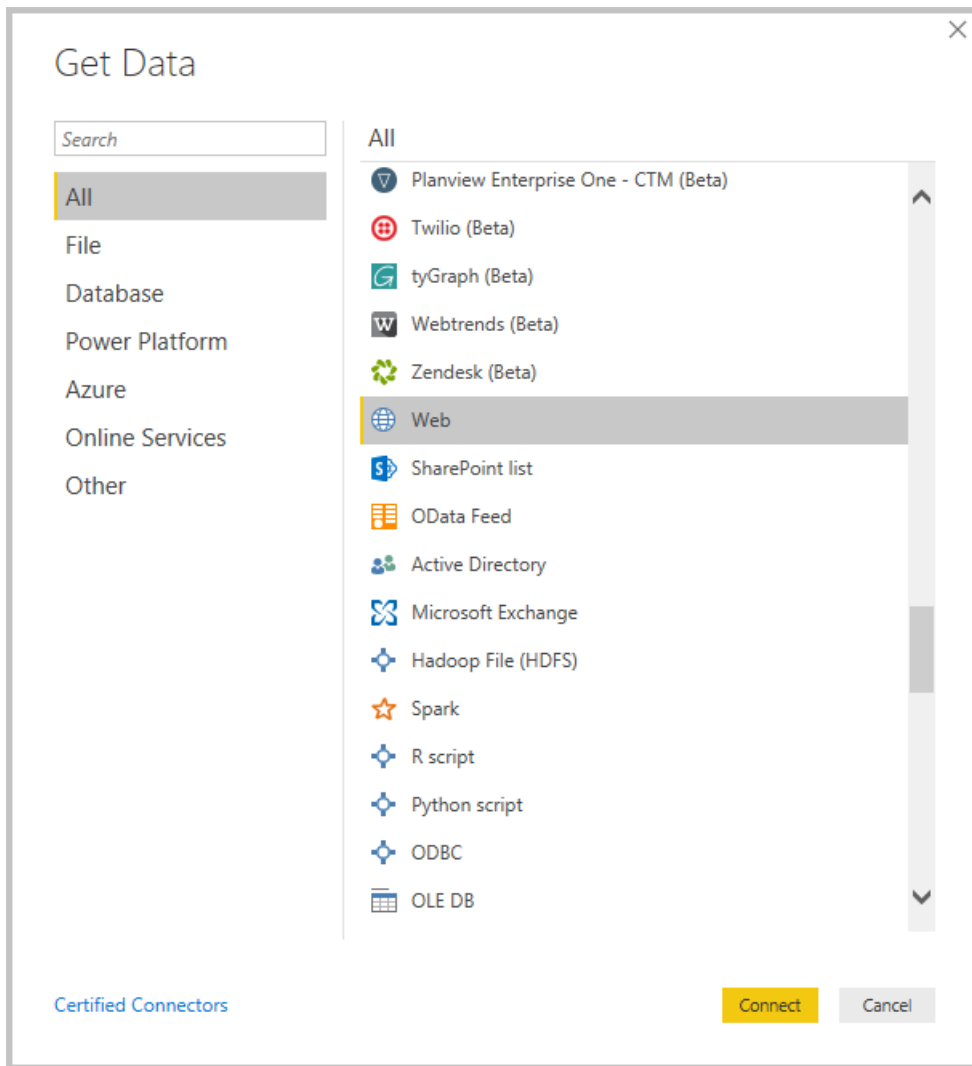 Get Data
Search
All
File
Database
Power Platform
Azure
Online Services
Other
All
Planview Enterprise One - CTM (Beta)
Twilio (Beta)
tyGraph (Beta)
Webtrends (Beta)
Zendesk (Beta)
Web
SharePoint list
OData Feed
Active Directory
Microsoft Exchange
Hadoop File (HDFS)
Spark
R script
Python script
ODBC
OLE DB
Certified Connectors
Connect
Cancel